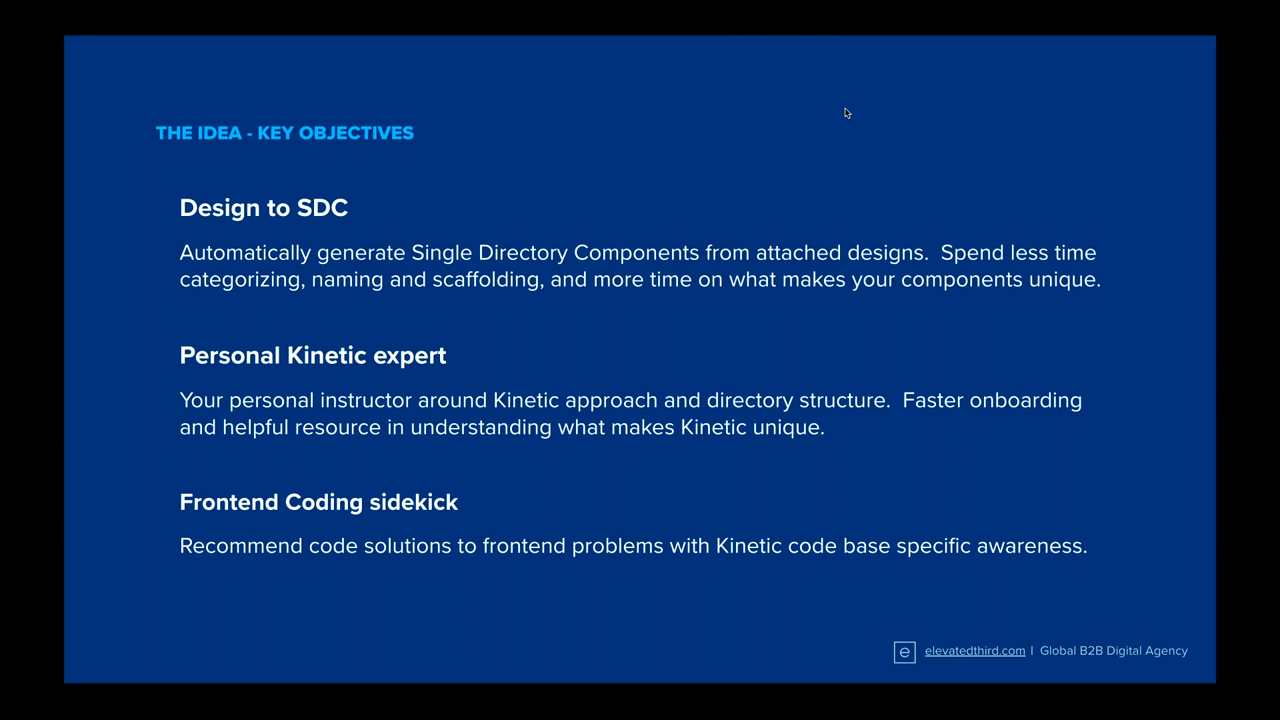 THE IDEA - KEY OBJECTIVES
Design to SDC
Automatically generate Single Directory Components from attached designs.  Spend less time
categorizing, naming and scaffolding, and more time on what makes your components unique.
Personal Kinetic expert
Your personal instructor around Kinetic approach and directory structure.  Faster onboarding
and helpful resource in understanding what makes Kinetic unique.
Frontend Coding sidekick
Recommend code solutions to frontend problems with Kinetic code base specific awareness.
e elevatedthird.com | Global B2B Digital Agency